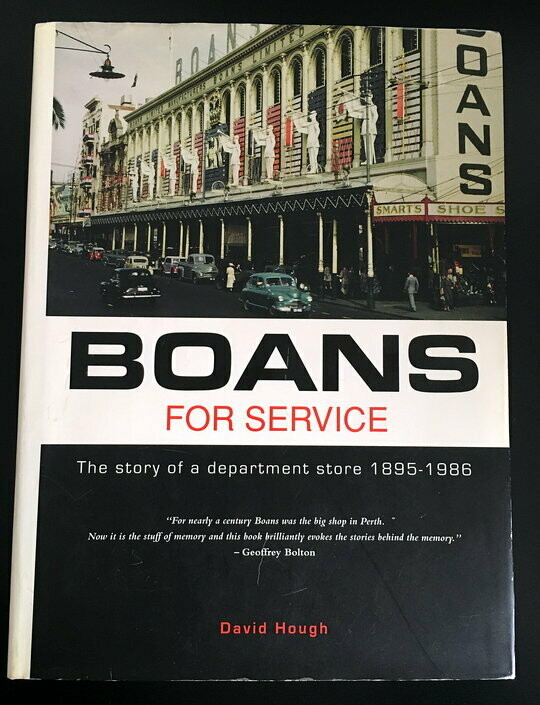 BOANS
BOANS LIMITED
BOANS
SMARTS SHOE S
BOANS
FOR SERVICE
The story of a department store 1895-1986
“For nearly a century Boans was the big shop in Perth.
Now it is the stuff of memory and this book brilliantly evokes the stories behind the memory.”
– Geoffrey Bolton
David Hough